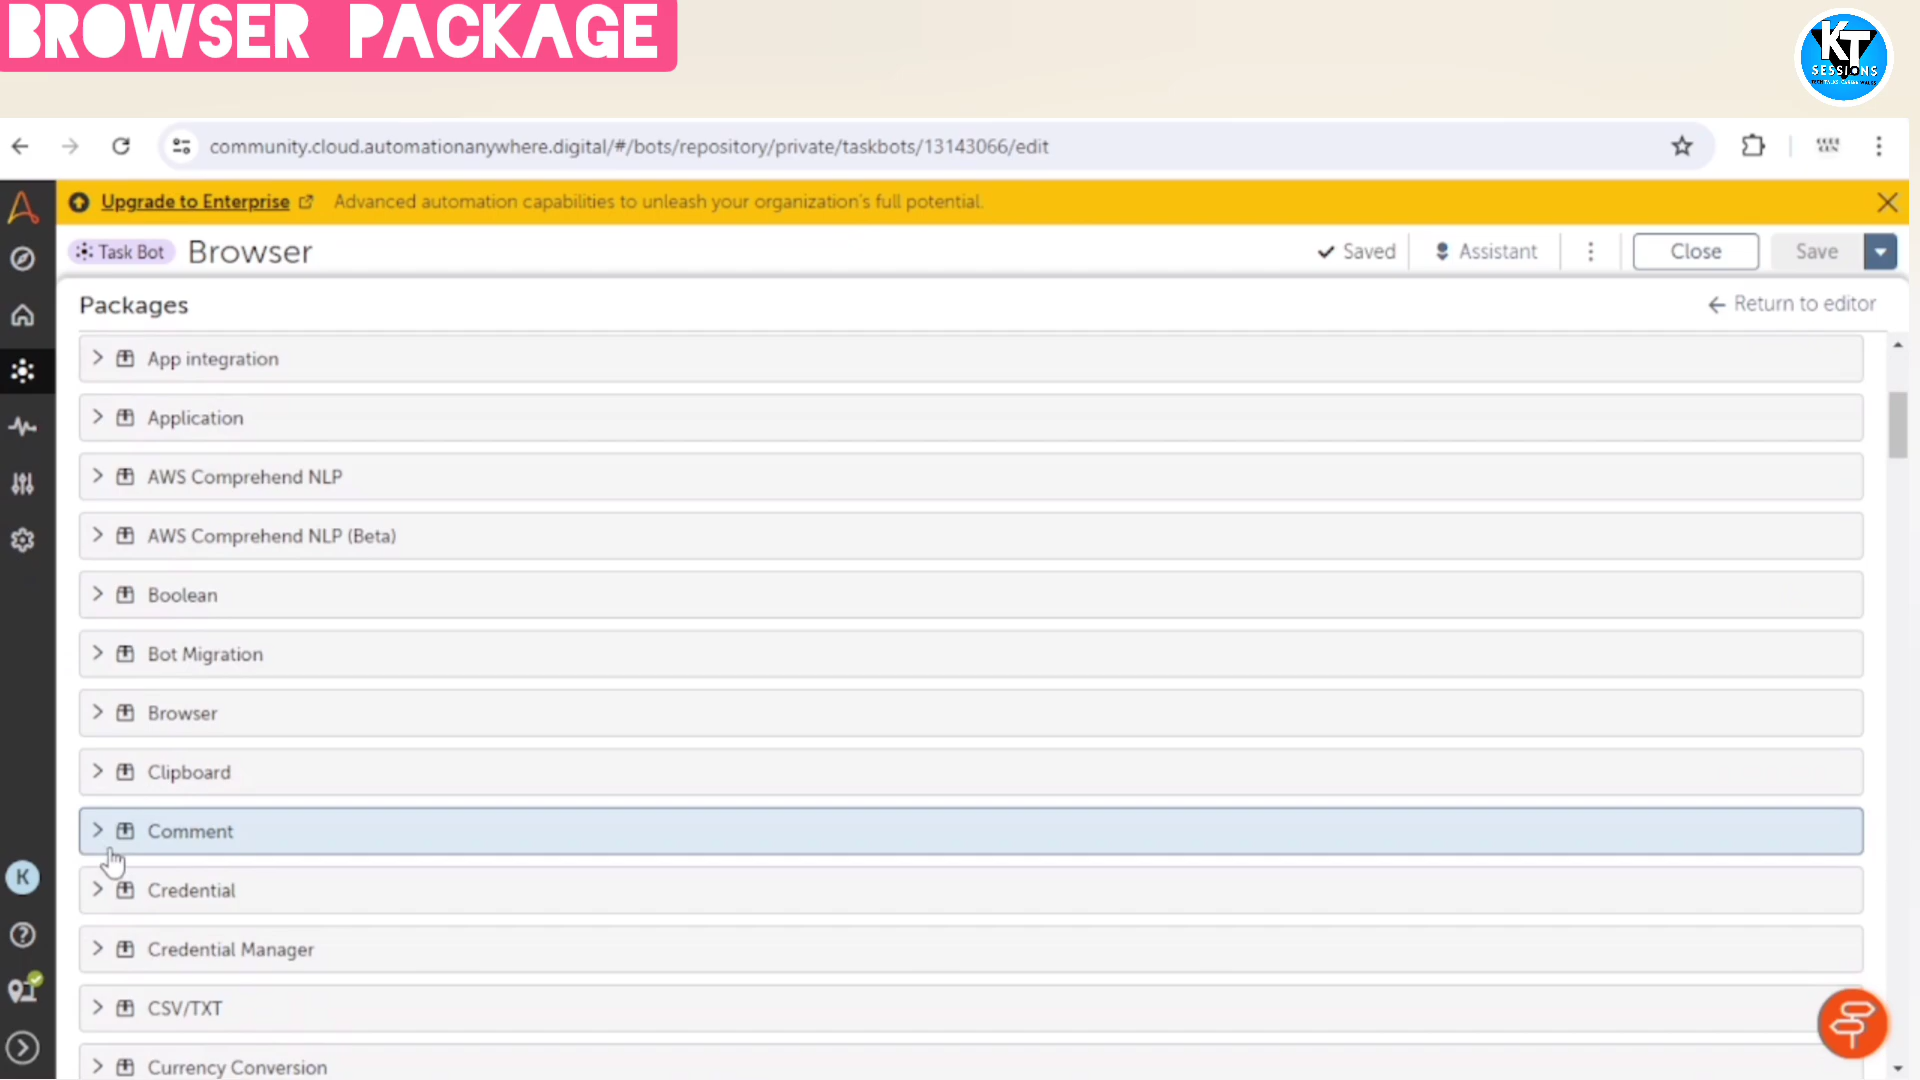 BROWSER PACKAGE
KT
SESSIONS
community.cloud.automationanywhere.digital/#/bots/repository/private/taskbots/13143066/edit
Upgrade to Enterprise Advanced automation capabilities to unleash your organization's full potential.
Task Bot Browser Saved Assistant Close Save
Packages Return to editor
App integration
Application
AWS Comprehend NLP
AWS Comprehend NLP (Beta)
Boolean
Bot Migration
Browser
Clipboard
Comment
Credential
K
Credential Manager
CSV/TXT
Currency Conversion